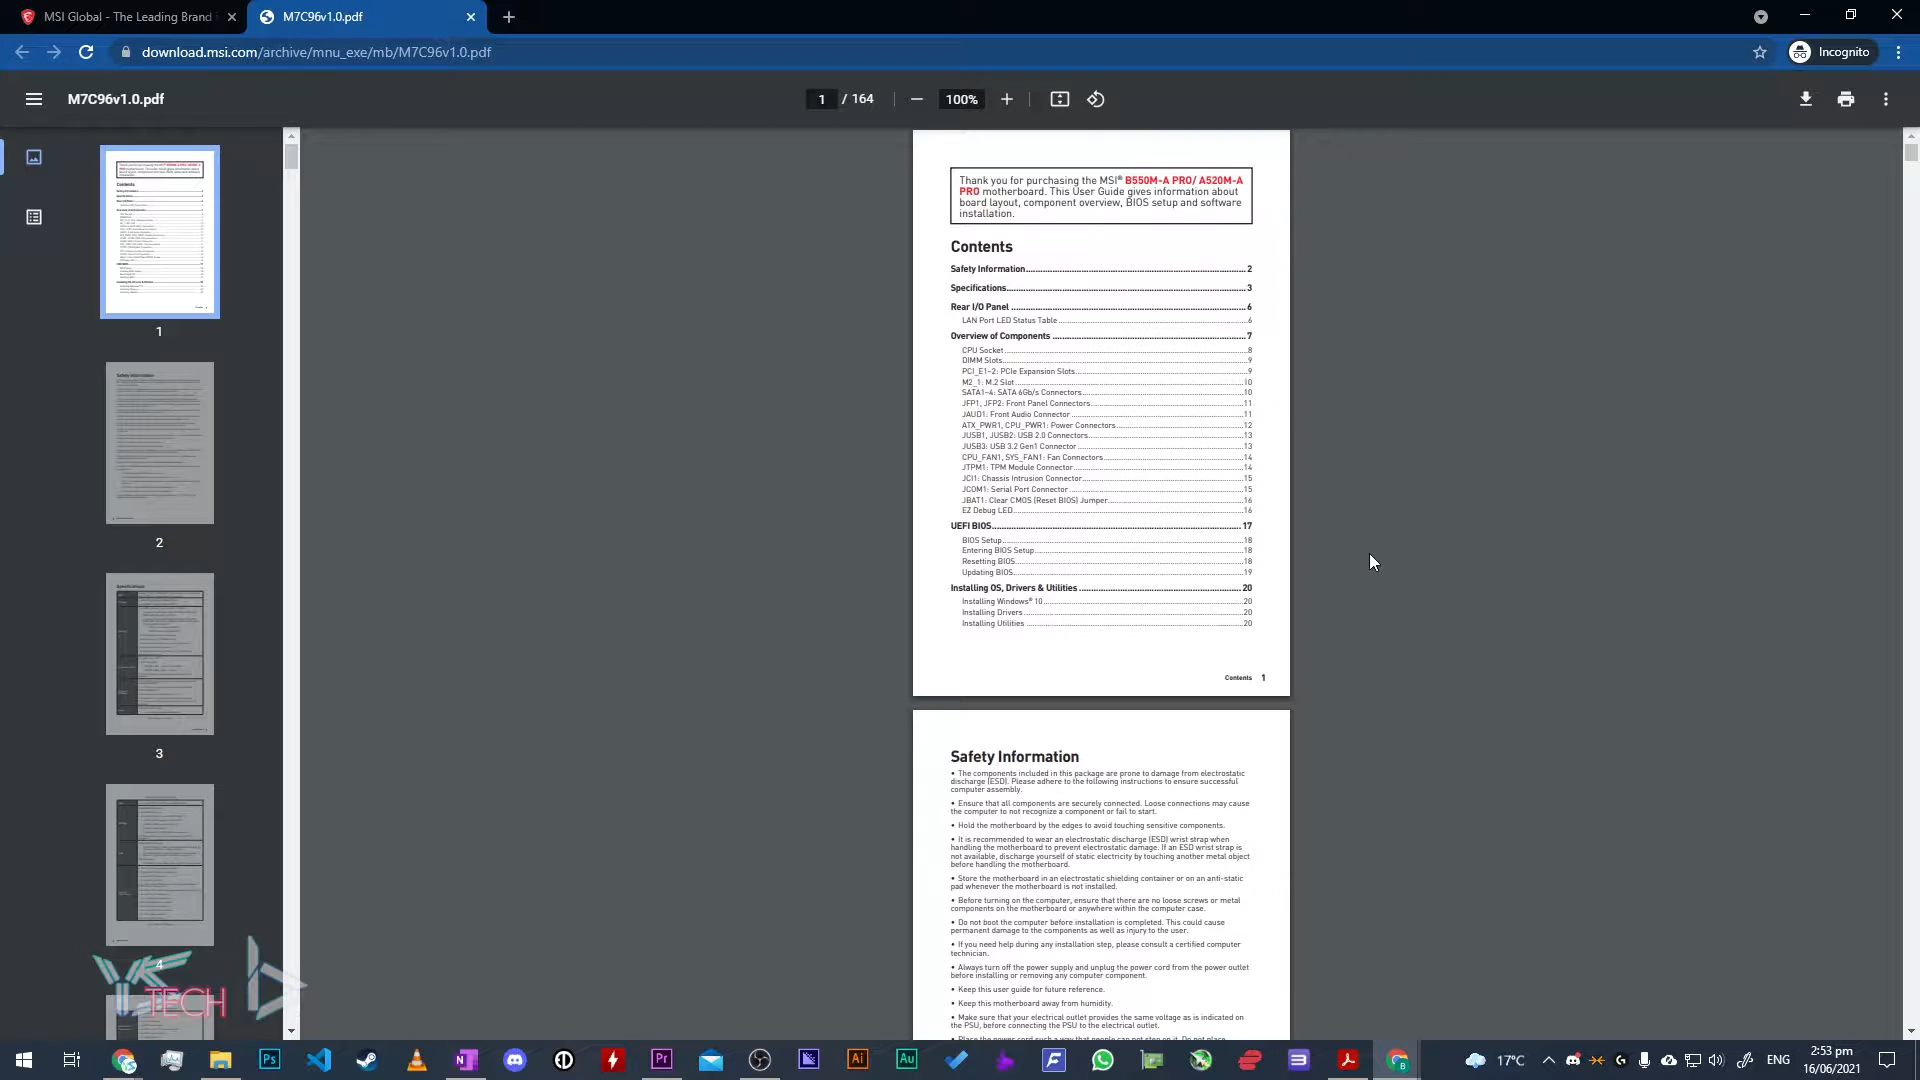 MSI Global - The Leading Brand
M7C96v1.0.pdf
download.msi.com/archive/mnu_exe/mb/M7C96v1.0.pdf
Incognito
M7C96v1.0.pdf
1 / 164
100%
1
2
3
4
Thank you for purchasing the MSI® B550M-A PRO/ A520M-A
PRO motherboard. This User Guide gives information about
board layout, component overview, BIOS setup and software
installation.
Contents
Safety Information 2
Specifications 3
Rear I/O Panel 6
LAN Port LED Status Table 6
Overview of Components 7
CPU Socket 8
DIMM Slots 9
PCI_E1~2: PCIe Expansion Slots 9
M2_1: M.2 Slot 10
SATA1~4: SATA 6Gb/s Connectors 10
JFP1, JFP2: Front Panel Connectors 11
JAUD1: Front Audio Connector 11
ATX_PWR1, CPU_PWR1: Power Connectors 12
JUSB1, JUSB2: USB 2.0 Connectors 13
JUSB3: USB 3.2 Gen1 Connector 13
CPU_FAN1, SYS_FAN1: Fan Connectors 14
JTPM1: TPM Module Connector 14
JCI1: Chassis Intrusion Connector 15
JCOM1: Serial Port Connector 15
JBAT1: Clear CMOS (Reset BIOS) Jumper 16
EZ Debug LED 16
UEFI BIOS 17
BIOS Setup 18
Entering BIOS Setup 18
Resetting BIOS 18
Updating BIOS 19
Installing OS, Drivers & Utilities 20
Installing Windows® 10 20
Installing Drivers 20
Installing Utilities 20
Contents 1
Safety Information
• The components included in this package are prone to damage from electrostatic
discharge (ESD). Please adhere to the following instructions to ensure successful
computer assembly.
• Ensure that all components are securely connected. Loose connections may cause
the computer to not recognize a component or fail to start.
• Hold the motherboard by the edges to avoid touching sensitive components.
• It is recommended to wear an electrostatic discharge (ESD) wrist strap when
handling the motherboard to prevent electrostatic damage. If an ESD wrist strap is
not available, discharge yourself of static electricity by touching another metal object
before handling the motherboard.
• Store the motherboard in an electrostatic shielding container or on an anti-static
pad whenever the motherboard is not installed.
• Before turning on the computer, ensure that there are no loose screws or metal
components on the motherboard or anywhere within the computer case.
• Do not boot the computer before installation is completed. This could cause
permanent damage to the components as well as injury to the user.
• If you need help during any installation step, please consult a certified computer
technician.
• Always turn off the power supply and unplug the power cord from the power outlet
before installing or removing any computer component.
• Keep this user guide for future reference.
• Keep this motherboard away from humidity.
• Make sure that your electrical outlet provides the same voltage as is indicated on
the PSU, before connecting the PSU to the electrical outlet.
• Place the power cord such a way that people can not step on it. Do not place
TECH
17°C
ENG
2:53 pm
16/06/2021